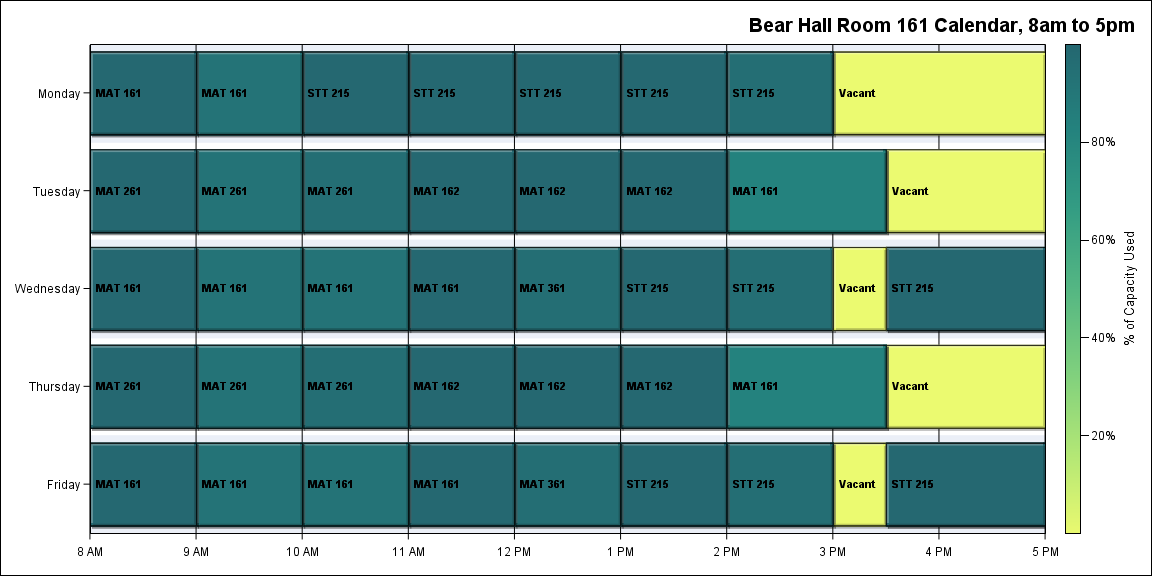 Bear Hall Room 161 Calendar, 8am to 5pm
Monday MAT 161 MAT 161 STT 215 STT 215 STT 215 STT 215 STT 215 Vacant
80%
Tuesday MAT 261 MAT 261 MAT 261 MAT 162 MAT 162 MAT 162 MAT 161 Vacant
60%
Wednesday MAT 161 MAT 161 MAT 161 MAT 161 MAT 361 STT 215 STT 215 Vacant STT 215
% of Capacity Used
40%
Thursday MAT 261 MAT 261 MAT 261 MAT 162 MAT 162 MAT 162 MAT 161 Vacant
20%
Friday MAT 161 MAT 161 MAT 161 MAT 161 MAT 361 STT 215 STT 215 Vacant STT 215
8 AM 9 AM 10 AM 11 AM 12 PM 1 PM 2 PM 3 PM 4 PM 5 PM